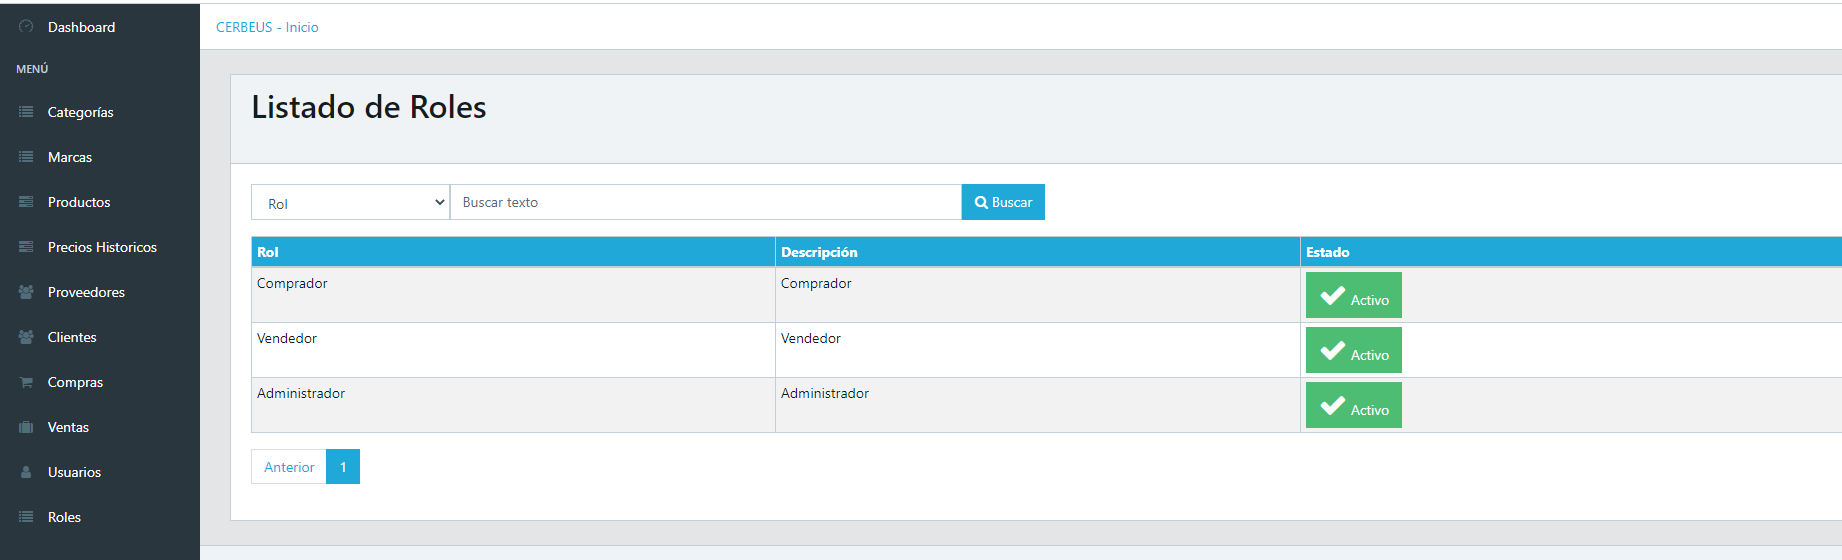 Dashboard
MENÚ
Categorías
Marcas
Productos
Precios Historicos
Proveedores
Clientes
Compras
Ventas
Usuarios
Roles
CERBEUS - Inicio
Listado de Roles
Rol Buscar texto Buscar
Rol Descripción Estado
Comprador Comprador Activo
Vendedor Vendedor Activo
Administrador Administrador Activo
Anterior 1